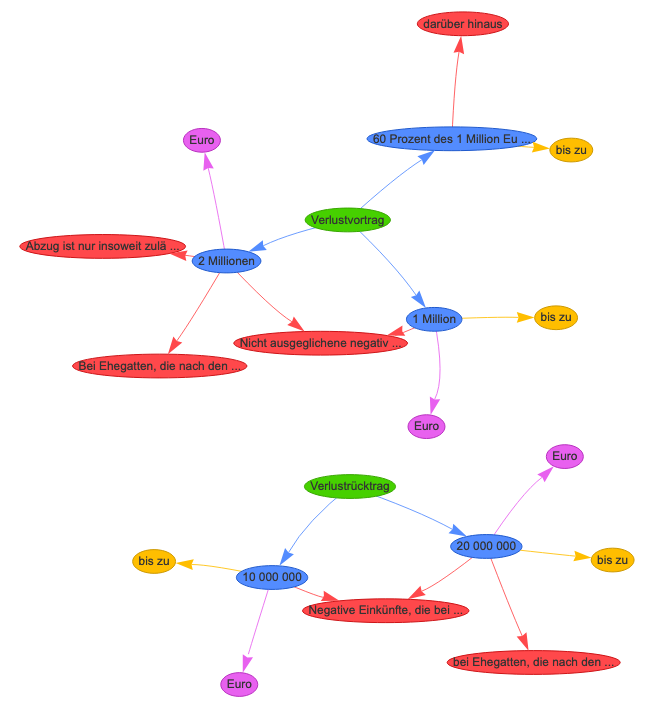 darüber hinaus
Euro
60 Prozent des 1 Million Eu ...
bis zu
Verlustvortrag
Abzug ist nur insoweit zulä ...
2 Millionen
1 Million
bis zu
Nicht ausgeglichene negativ ...
Bei Ehegatten, die nach den ...
Euro
Euro
Verlustrücktrag
20 000 000
bis zu
bis zu
10 000 000
Negative Einkünfte, die bei ...
bei Ehegatten, die nach den ...
Euro